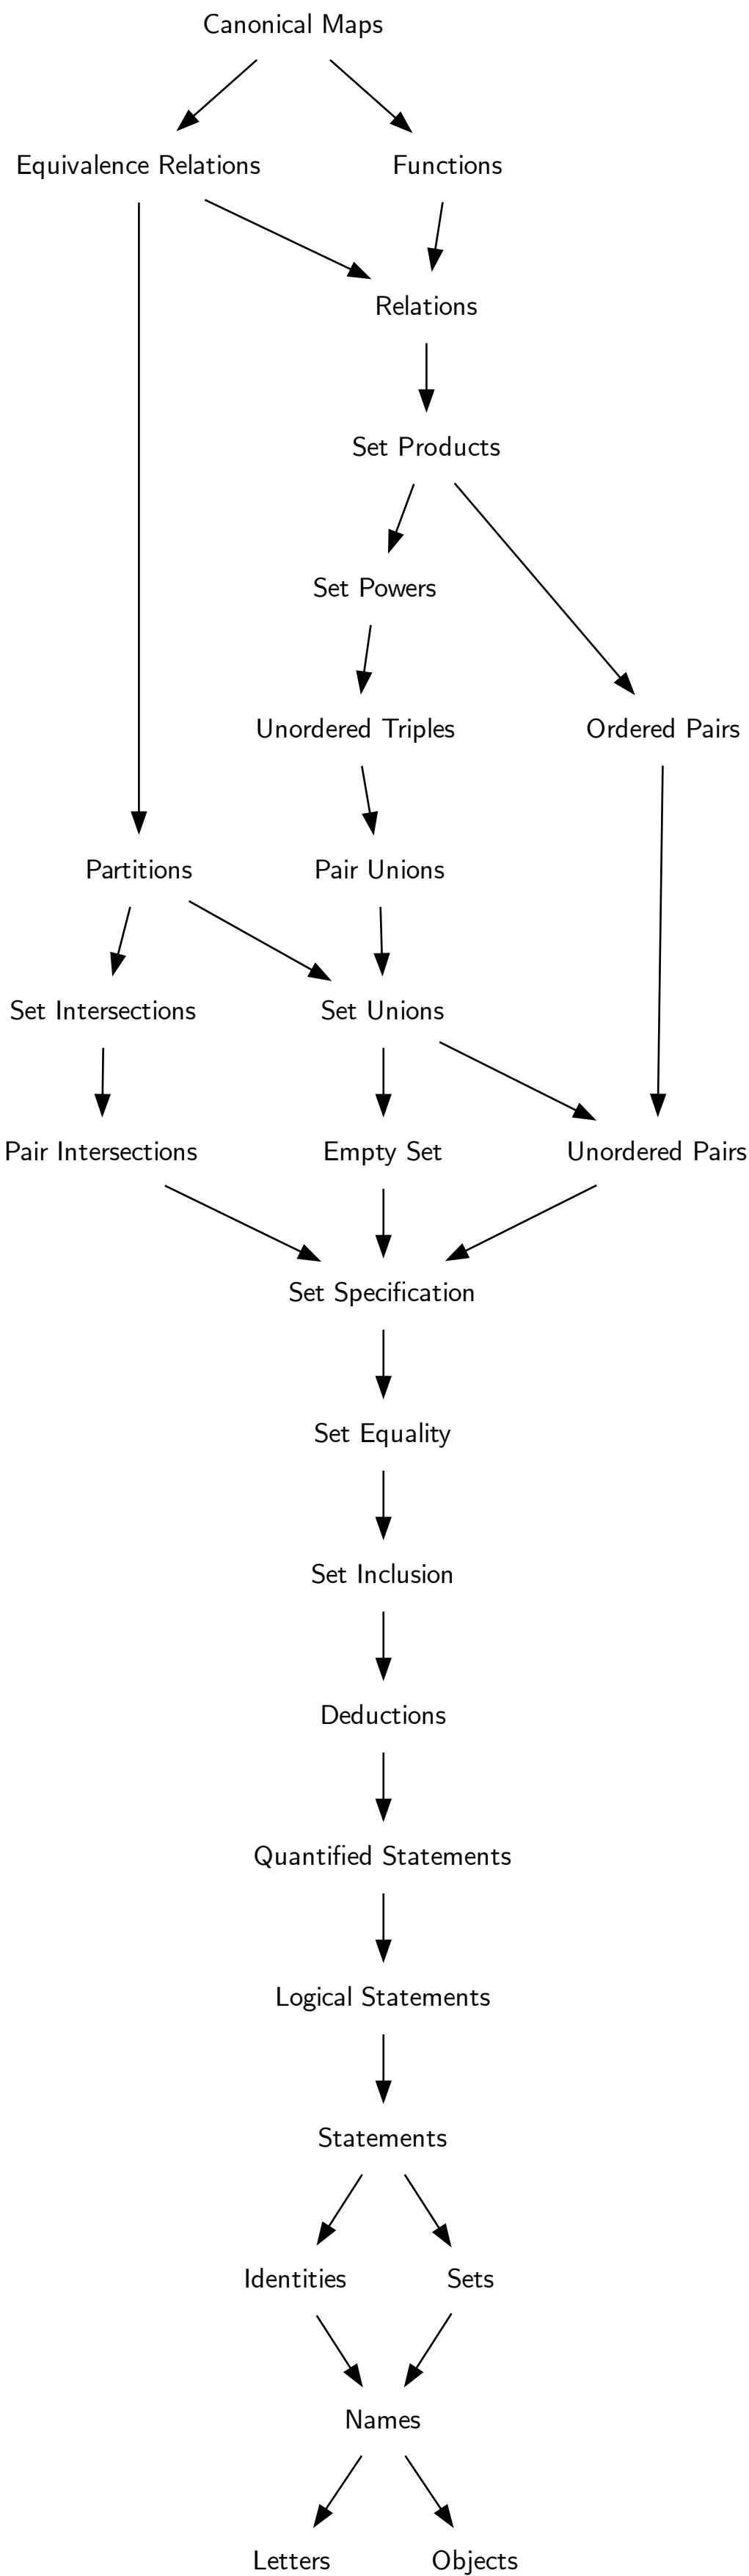 Canonical Maps
Equivalence Relations
Functions
Relations
Set Products
Set Powers
Unordered Triples
Ordered Pairs
Partitions
Pair Unions
Set Intersections
Set Unions
Pair Intersections
Empty Set
Unordered Pairs
Set Specification
Set Equality
Set Inclusion
Deductions
Quantified Statements
Logical Statements
Statements
Identities
Sets
Names
Letters
Objects